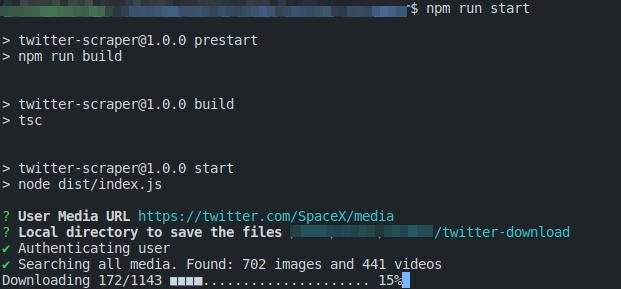 $ npm run start
> twitter-scraper@1.0.0 prestart
> npm run build
> twitter-scraper@1.0.0 build
> tsc
> twitter-scraper@1.0.0 start
> node dist/index.js
? User Media URL https://twitter.com/SpaceX/media
? Local directory to save the files /twitter-download
✔ Authenticating user
✔ Searching all media. Found: 702 images and 441 videos
Downloading 172/1143 ■■■■..................... 15%